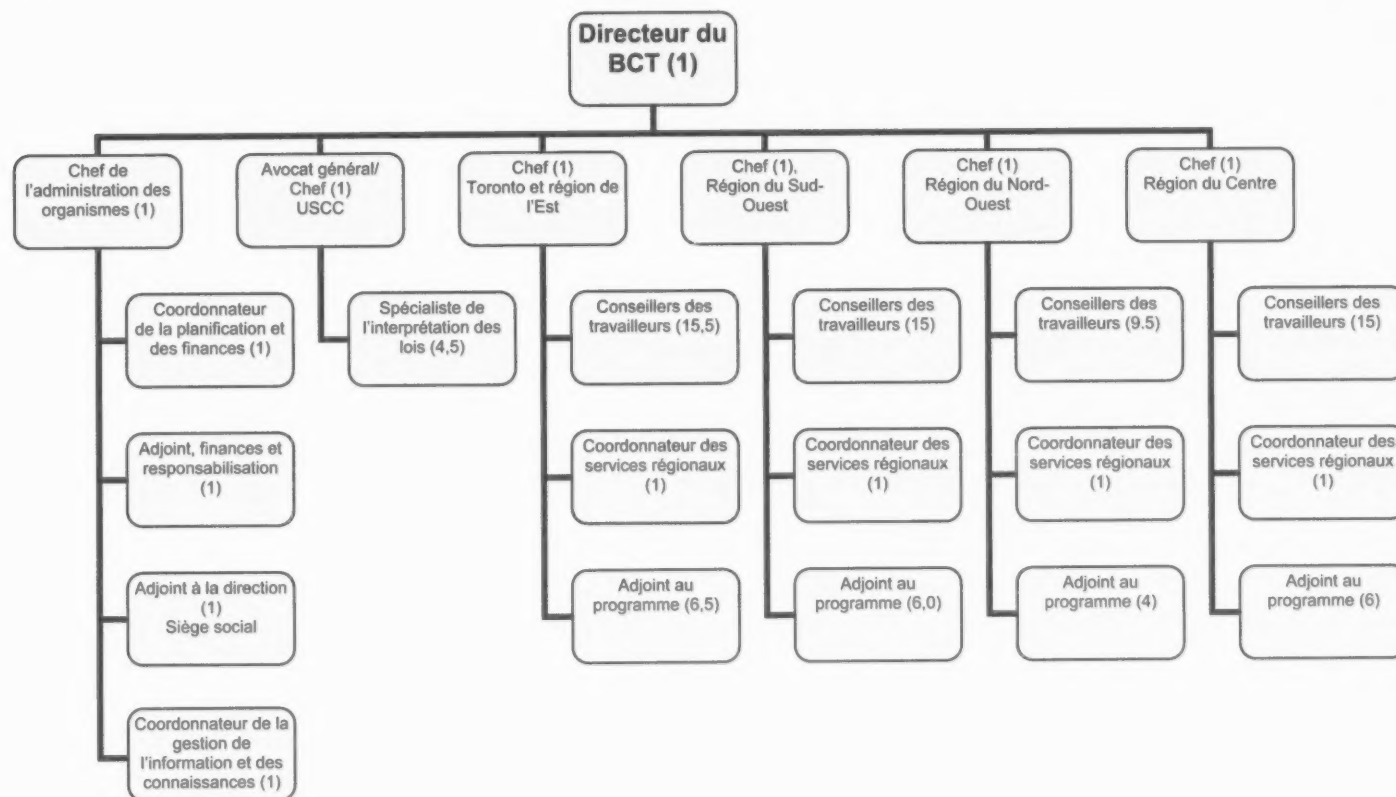 Directeur du
BCT (1)
Chef de
l'administration des
organismes (1)
Avocat général/
Chef (1)
USCC
Chef (1)
Toronto et région de
l'Est
Chef (1),
Région du Sud-
Ouest
Chef (1)
Région du Nord-
Ouest
Chef (1)
Région du Centre
Coordonnateur
de la planification et
des finances (1)
Spécialiste de
l'interprétation des
lois (4,5)
Conseillers des
travailleurs (15,5)
Conseillers des
travailleurs (15)
Conseillers des
travailleurs (9.5)
Conseillers des
travailleurs (15)
Adjoint, finances et
responsabilisation
(1)
Coordonnateur des
services régionaux
(1)
Coordonnateur des
services régionaux
(1)
Coordonnateur des
services régionaux
(1)
Coordonnateur des
services régionaux
(1)
Adjoint à la direction
(1)
Siège social
Adjoint au
programme (6,5)
Adjoint au
programme (6,0)
Adjoint au
programme (4)
Adjoint au
programme (6)
Coordonnateur de la
gestion de
l'information et des
connaissances (1)